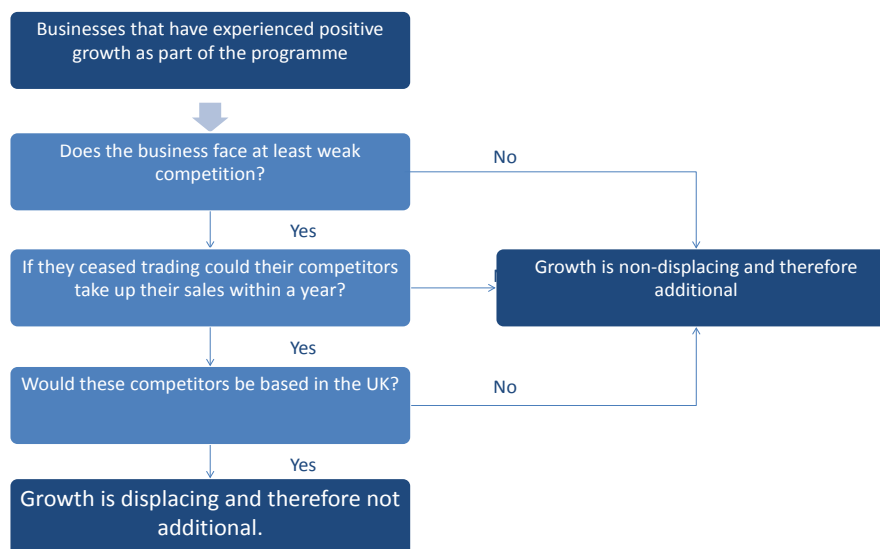 Businesses that have experienced positive
growth as part of the programme
Does the business face at least weak
competition?
No
Yes
If they ceased trading could their competitors
take up their sales within a year?
Growth is non-displacing and therefore
additional
Yes
Would these competitors be based in the UK?
No
Yes
Growth is displacing and therefore not
additional.